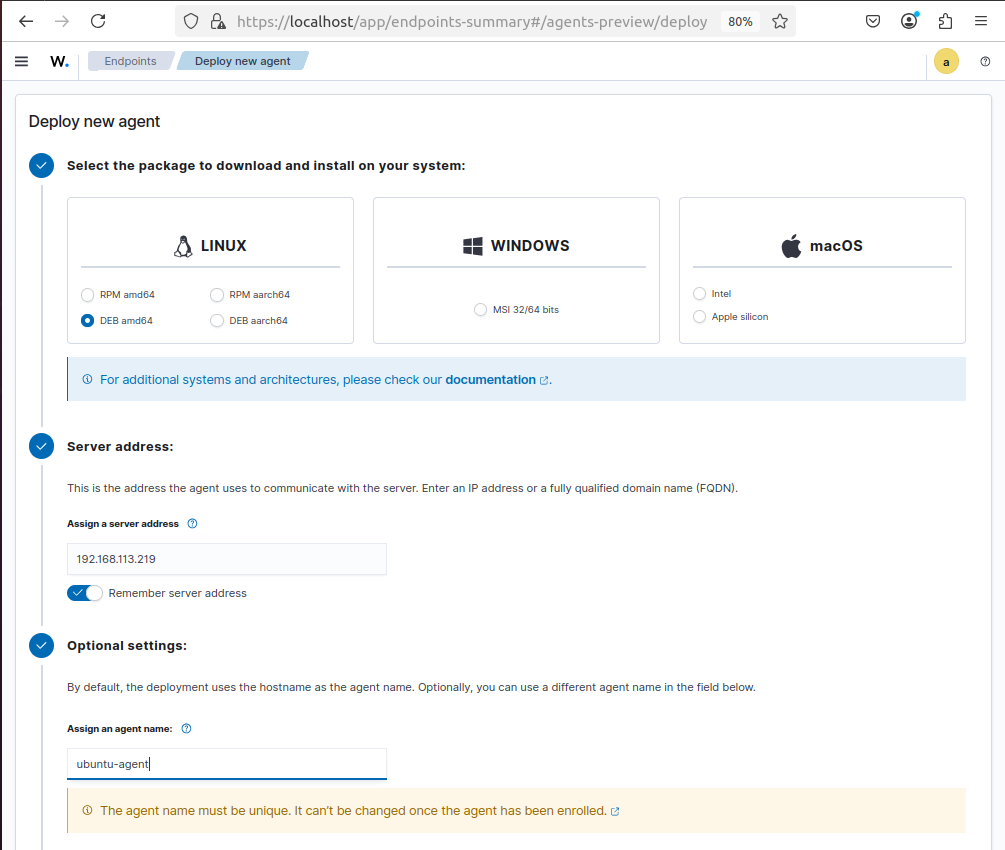 https://localhost/app/endpoints-summary#/agents-preview/deploy 80%
W. Endpoints Deploy new agent a
Deploy new agent
Select the package to download and install on your system:
LINUX
RPM amd64 RPM aarch64
DEB amd64 DEB aarch64
WINDOWS
MSI 32/64 bits
macOS
Intel
Apple silicon
For additional systems and architectures, please check our documentation.
Server address:
This is the address the agent uses to communicate with the server. Enter an IP address or a fully qualified domain name (FQDN).
Assign a server address
192.168.113.219
Remember server address
Optional settings:
By default, the deployment uses the hostname as the agent name. Optionally, you can use a different agent name in the field below.
Assign an agent name:
ubuntu-agent
The agent name must be unique. It can't be changed once the agent has been enrolled.